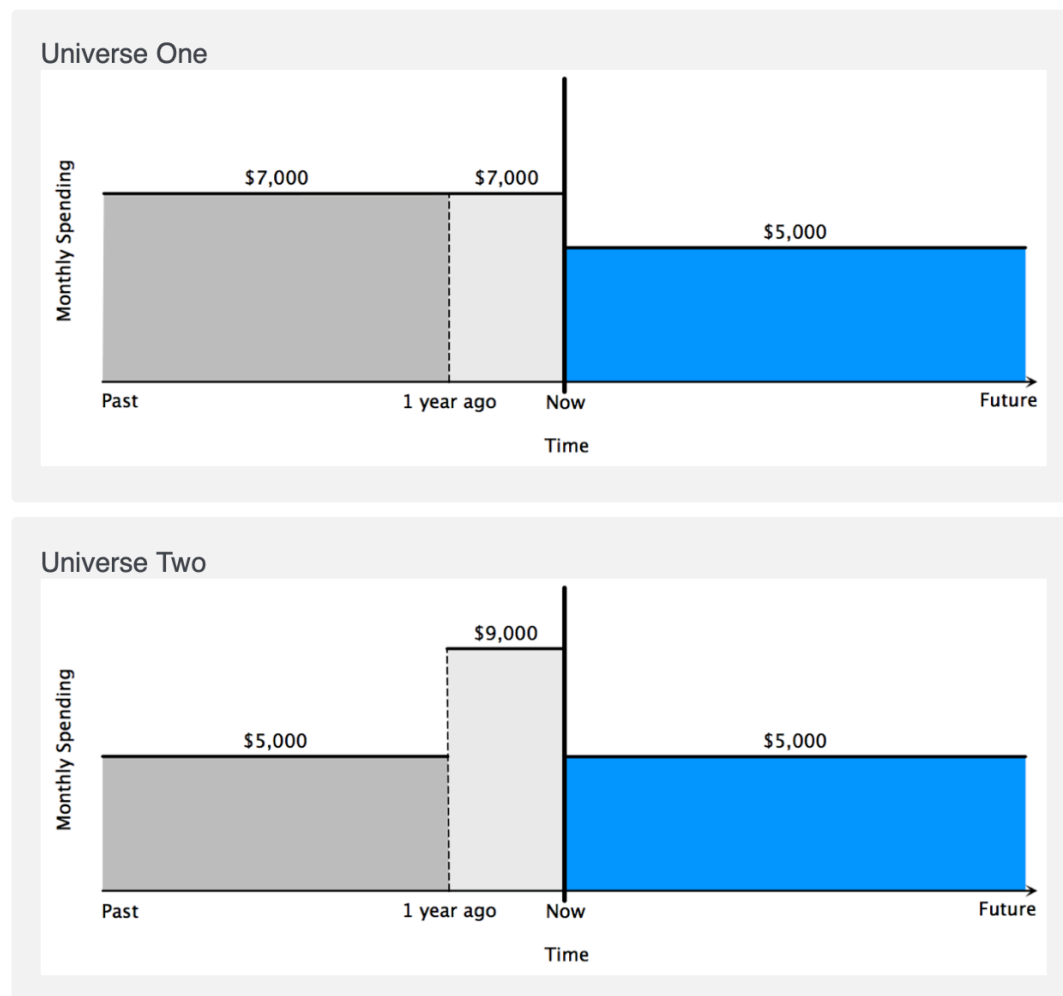 Universe One
Monthly Spending
$7,000 $7,000
$5,000
Past 1 year ago Now Future
Time
Universe Two
Monthly Spending
$9,000
$5,000 $5,000
Past 1 year ago Now Future
Time